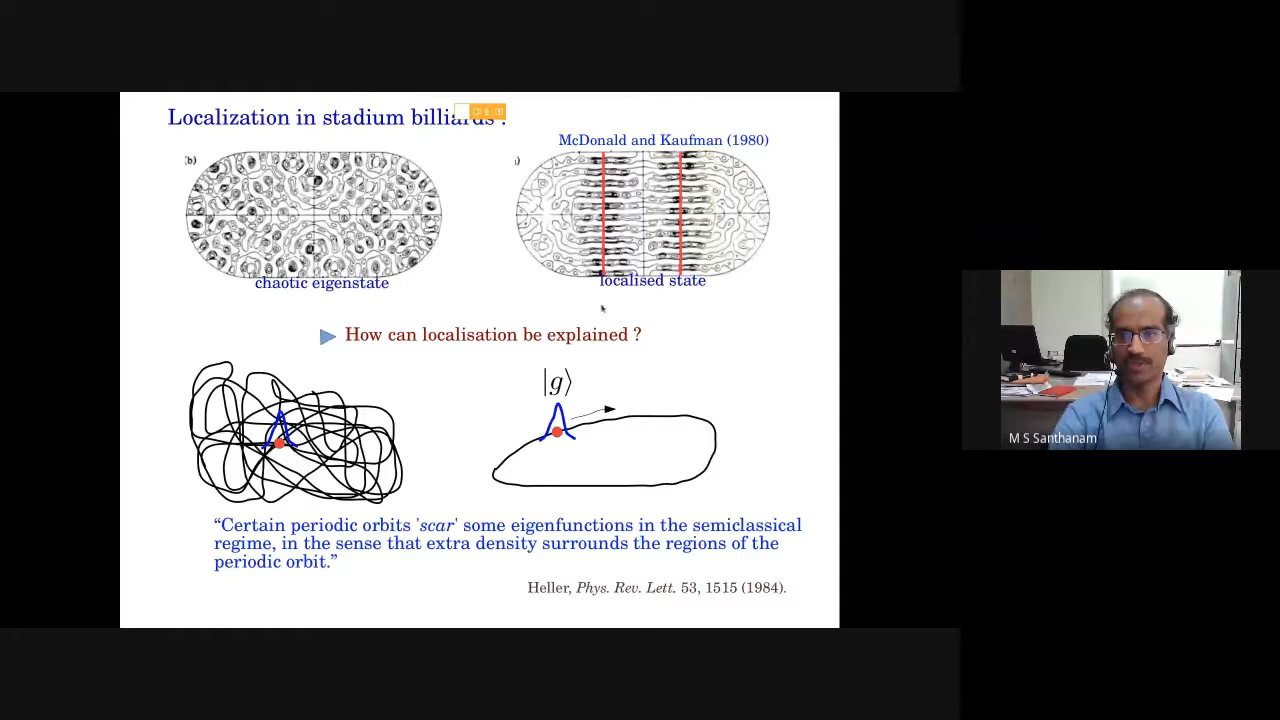 Localization in stadium billiards :
McDonald and Kaufman (1980)
(b)
)
chaotic eigenstate
localised state
How can localisation be explained ?
|g⟩
“Certain periodic orbits 'scar' some eigenfunctions in the semiclassical
regime, in the sense that extra density surrounds the regions of the
periodic orbit.”
Heller, Phys. Rev. Lett. 53, 1515 (1984).
M S Santhanam